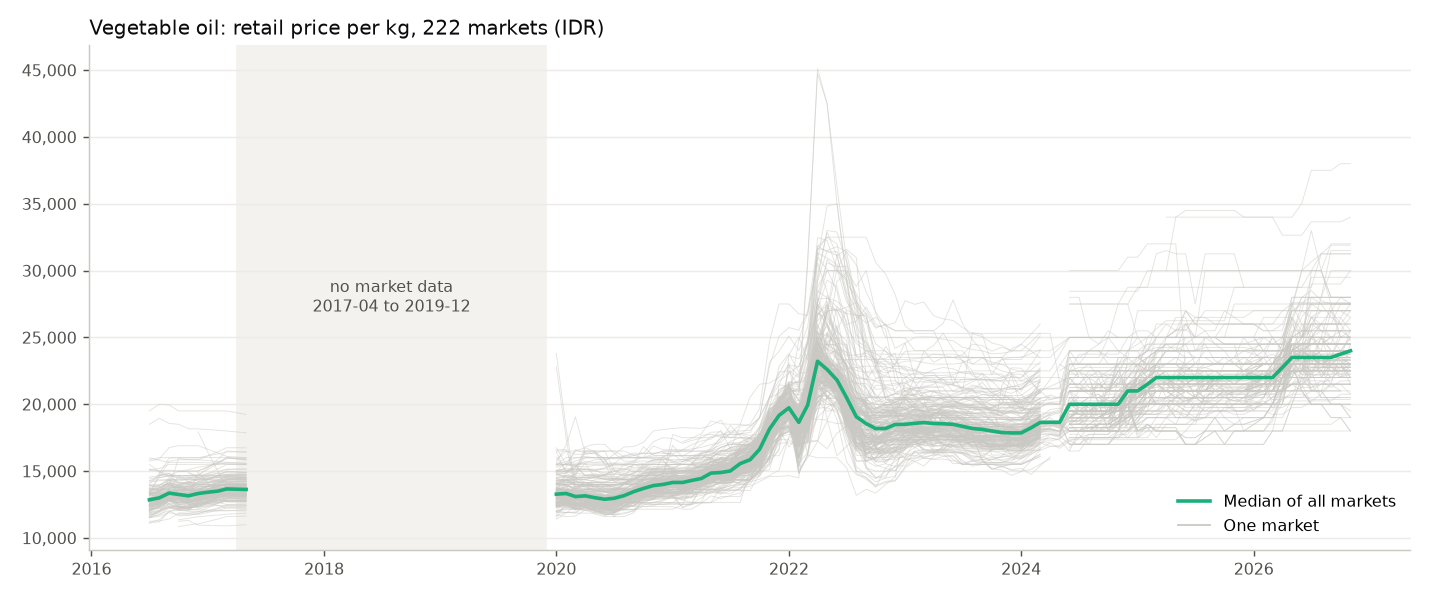 Vegetable oil: retail price per kg, 222 markets (IDR)
45,000
40,000
35,000
30,000
25,000
20,000
15,000
10,000
no market data
2017-04 to 2019-12
Median of all markets
One market
2016
2018
2020
2022
2024
2026